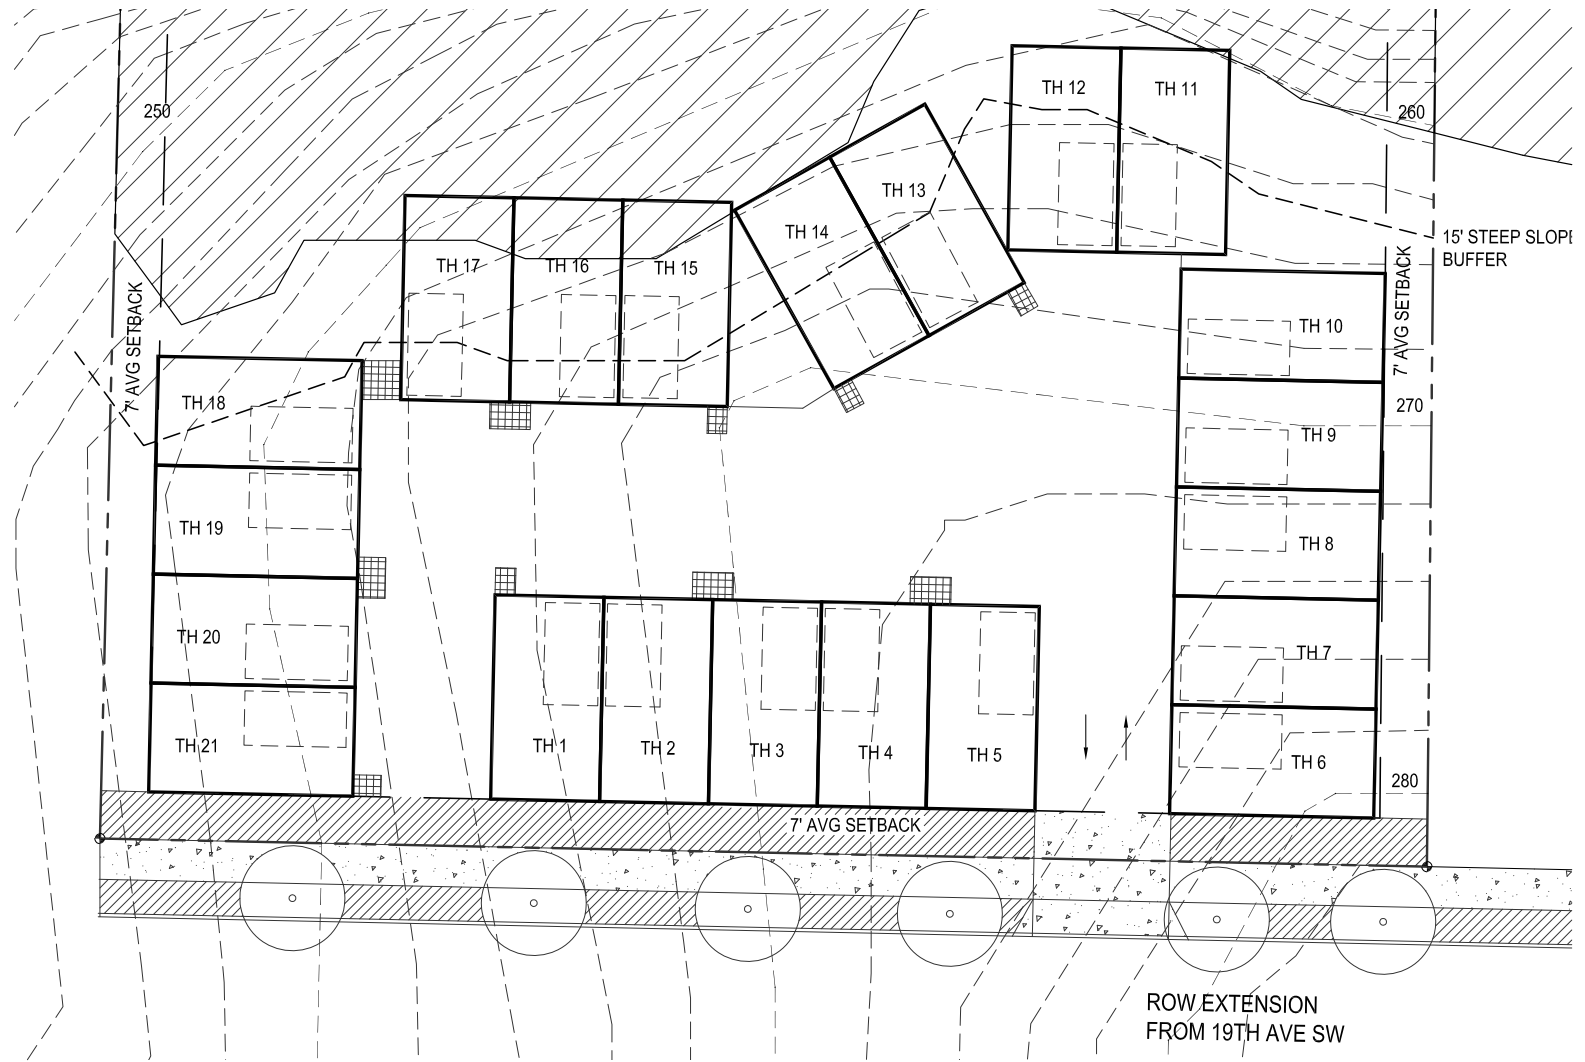 TH 12
TH 11
250
260
TH 13
TH 14
15' STEEP SLOPE
BUFFER
TH 17
TH 16
TH 15
7' AVG SETBACK
7' AVG SETBACK
TH 10
TH 18
270
TH 9
TH 19
TH 8
TH 20
TH 7
TH 21
TH 1
TH 2
TH 3
TH 4
TH 5
TH 6
280
7' AVG SETBACK
ROW EXTENSION
FROM 19TH AVE SW